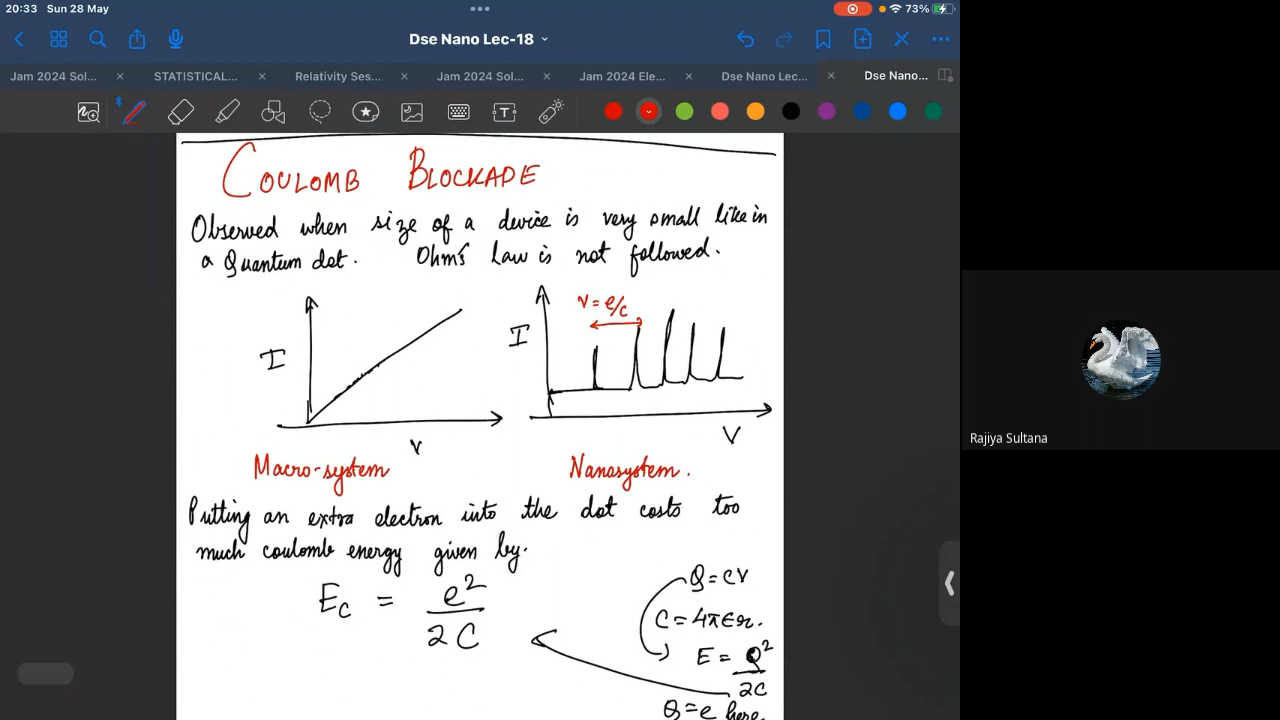 20:33 Sun 28 May
73%
Dse Nano Lec-18
Jam 2024 Sol...
STATISTICAL...
Relativity Ses...
Jam 2024 Sol...
Jam 2024 Ele...
Dse Nano Lec...
Dse Nano...
COULOMB BLOCKADE
Observed when size of a device is very small like in
a Quantum dot. Ohm's Law is not followed.
I
V
I
V = e/c
V
Macro-system
Nanosystem.
Putting an extra electron into the dot costs too
much coulomb energy given by.
Ec = e²/2C
Q = CV
C = 4πεr.
E = Q²/2C
Q = e here
Rajiya Sultana